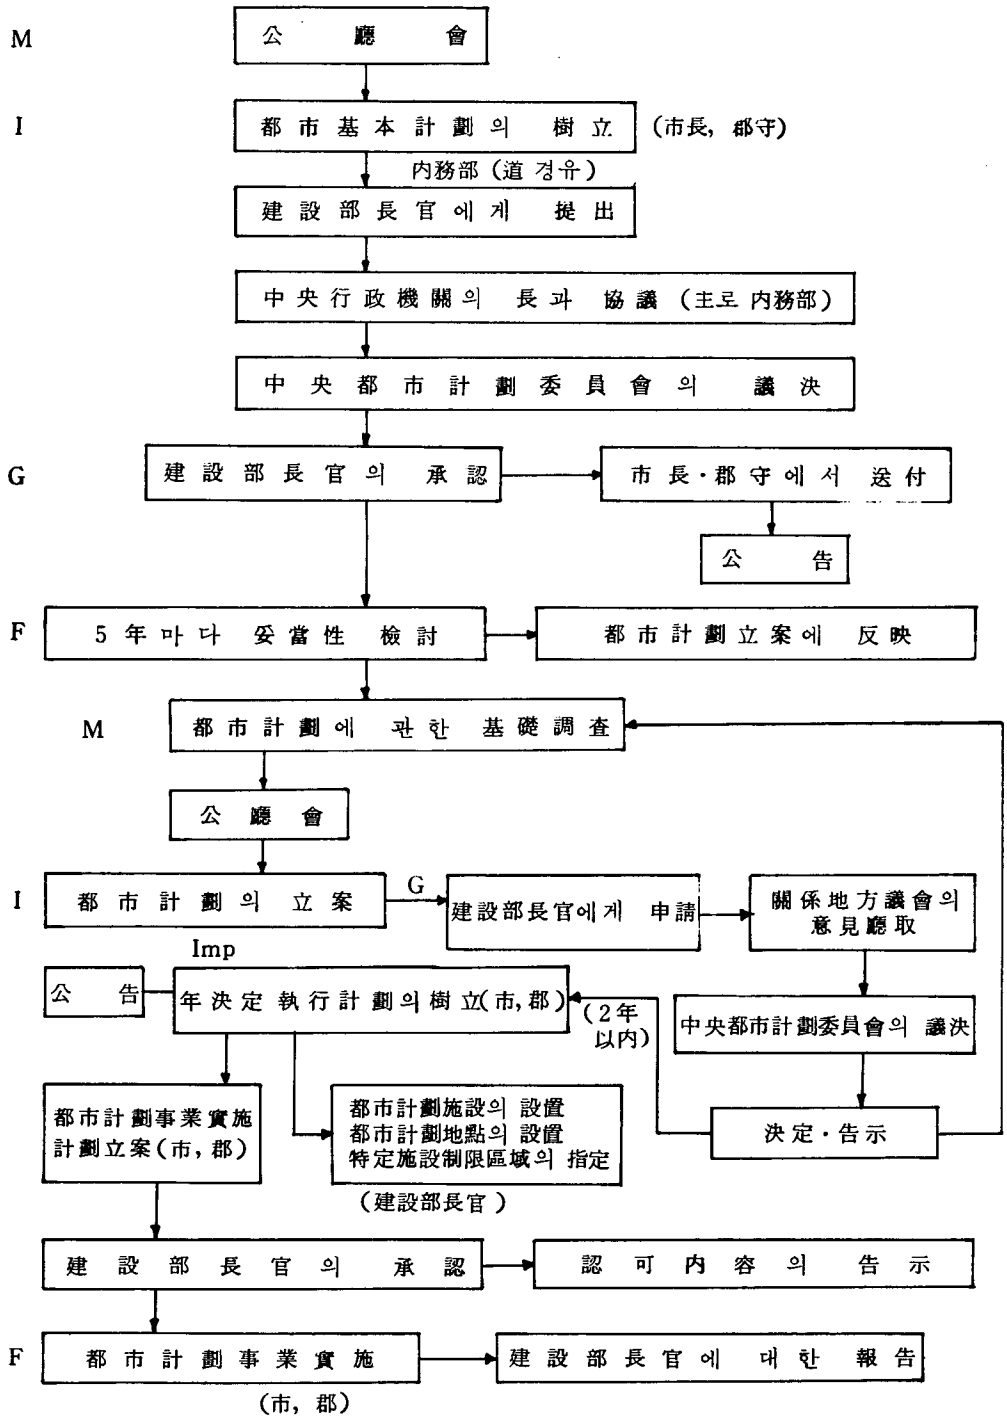 M
公 廳 會
I
都 市 基 本 計 劃 의 樹 立
(市長, 郡守)
内務部 (道 경유)
建 設 部 長 官 에 게 提 出
中 央 行 政 機 關 의 長 과 協 議 (主로 内務部)
中 央 都 市 計 劃 委 員 會 의 議 決
G
建 設 部 長 官 의 承 認
市 長 · 郡 守 에 서 送 付
公 告
F
5 年 마 다 妥 當 性 檢 討
都 市 計 劃 立 案 에 反 映
M
都 市 計 劃 에 관 한 基 礎 調 査
公 廳 會
I
都 市 計 劃 의 立 案
G
建設部長官에게 申請
關係地方議會의
意見廳取
Imp
公 告
年 決 定 執 行 計 劃 의 樹 立 (市, 郡)
(2年
以内)
中央都市計劃委員會의 議決
都市計劃事業實施
計劃立案(市, 郡)
都市計劃施設의 設置
都市計劃地點의 設置
特定施設制限區域의 指定
(建設部長官)
決定·告示
建 設 部 長 官 의 承 認
認 可 内 容 의 告 示
F
都 市 計 劃 事 業 實 施
建 設 部 長 官 에 대 한 報 告
(市, 郡)